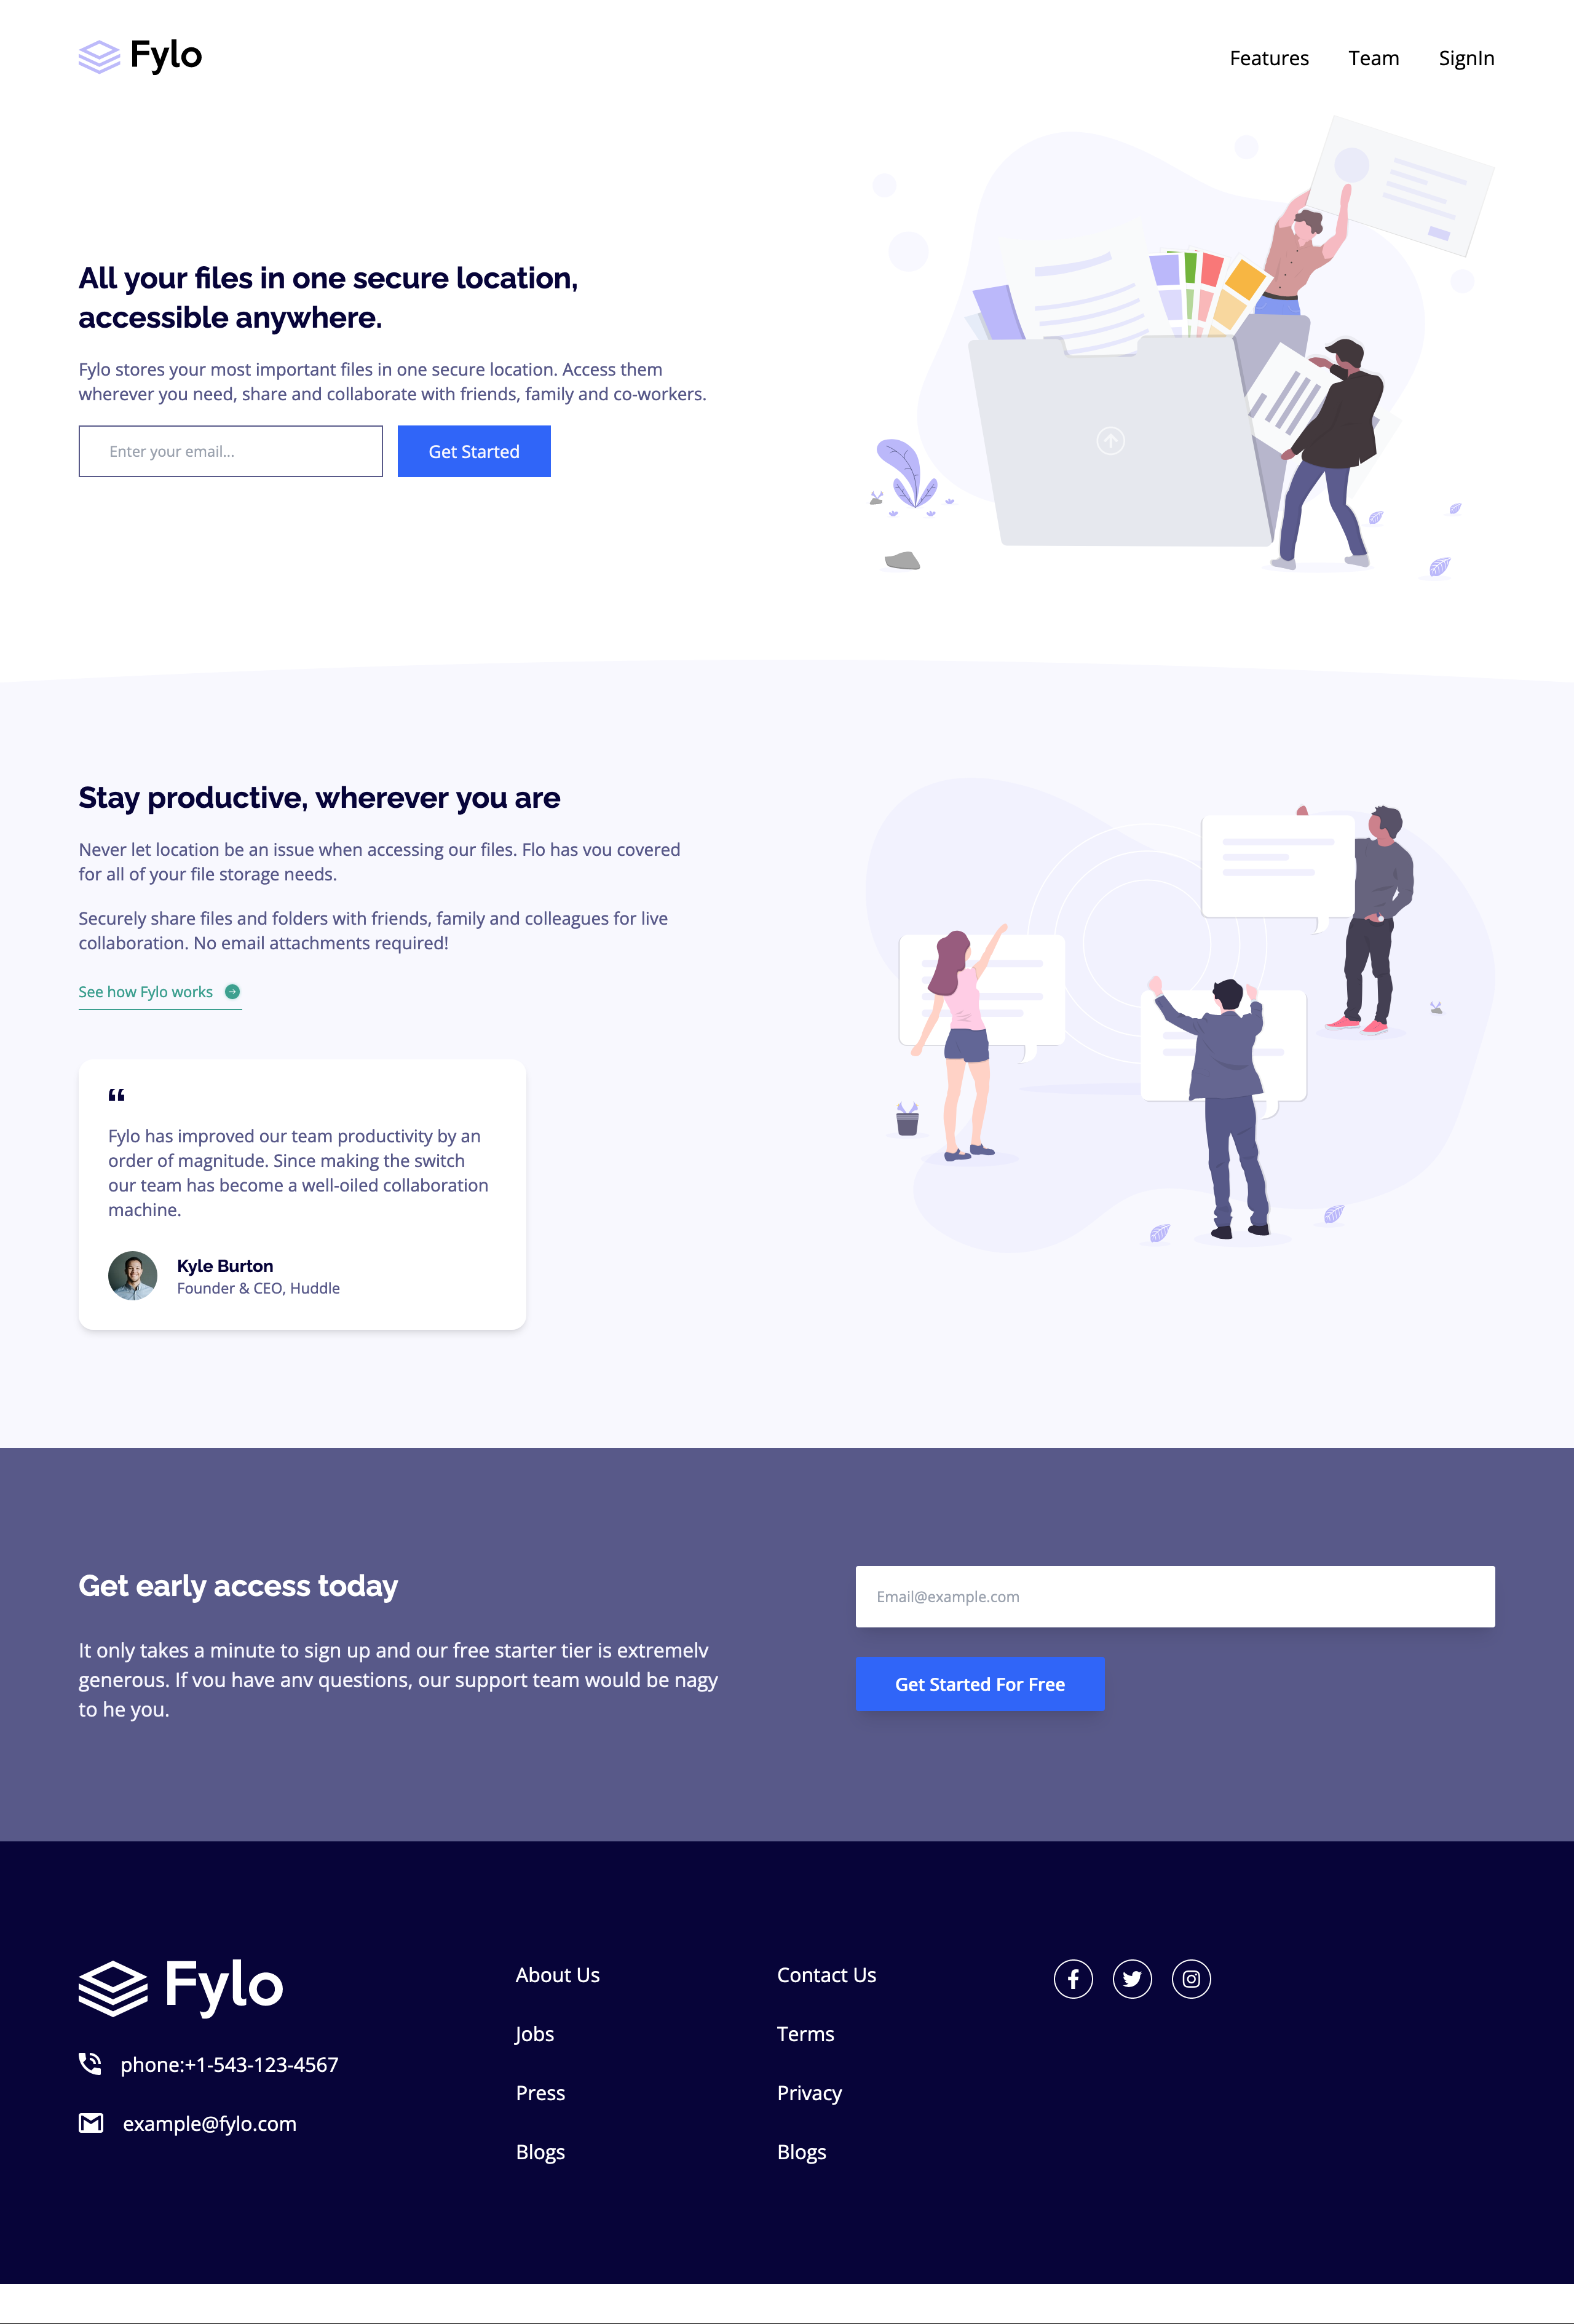 Fylo
Features Team SignIn
All your files in one secure location,
accessible anywhere.
Fylo stores your most important files in one secure location. Access them
wherever you need, share and collaborate with friends, family and co-workers.
Enter your email...
Get Started
Stay productive, wherever you are
Never let location be an issue when accessing our files. Flo has vou covered
for all of your file storage needs.
Securely share files and folders with friends, family and colleagues for live
collaboration. No email attachments required!
See how Fylo works
“
Fylo has improved our team productivity by an
order of magnitude. Since making the switch
our team has become a well-oiled collaboration
machine.
Kyle Burton
Founder & CEO, Huddle
Get early access today
It only takes a minute to sign up and our free starter tier is extremelv
generous. If vou have anv questions, our support team would be nagy
to he you.
Email@example.com
Get Started For Free
Fylo
phone:+1-543-123-4567
example@fylo.com
About Us
Jobs
Press
Blogs
Contact Us
Terms
Privacy
Blogs